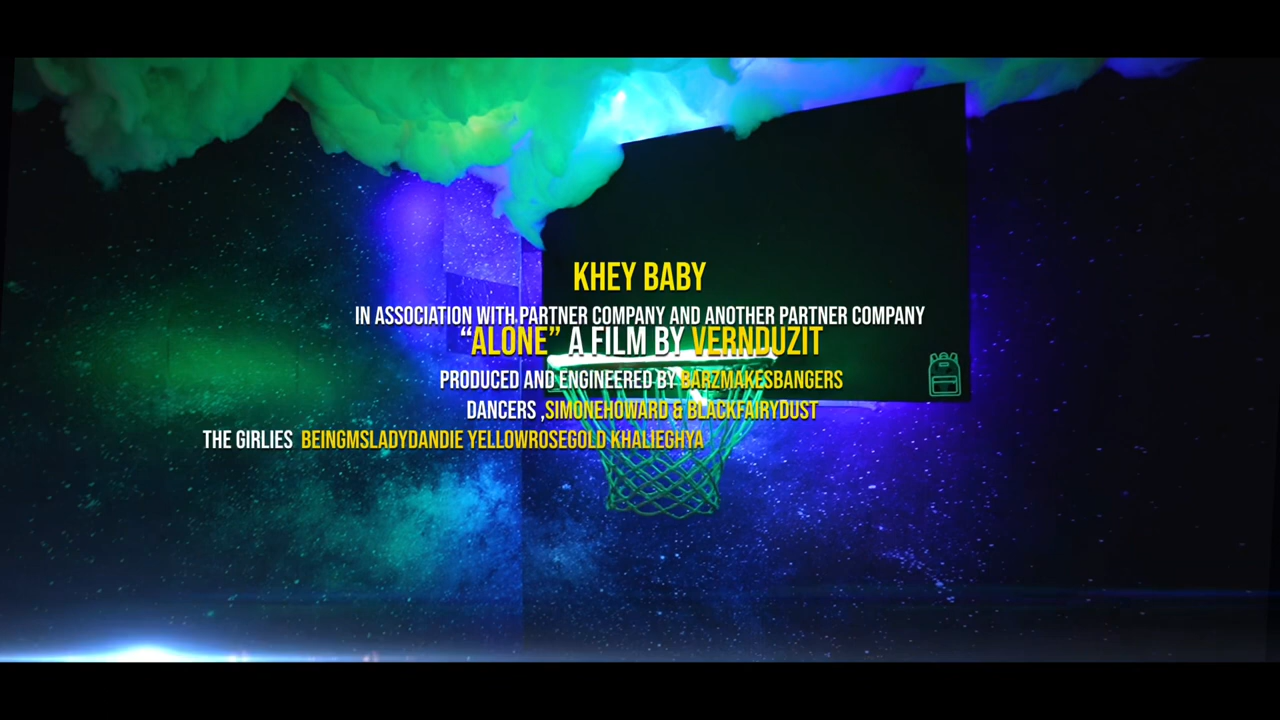 KHEY BABY
IN ASSOCIATION WITH PARTNER COMPANY AND ANOTHER PARTNER COMPANY
“ALONE” A FILM BY VERNDUZIT
PRODUCED AND ENGINEERED BY BARZMAKESBANGERS
DANCERS ,SIMONEHOWARD & BLACKFAIRYDUST
THE GIRLIES BEINGMSLADYDANDIE YELLOWROSEGOLD KHALIEGHYA